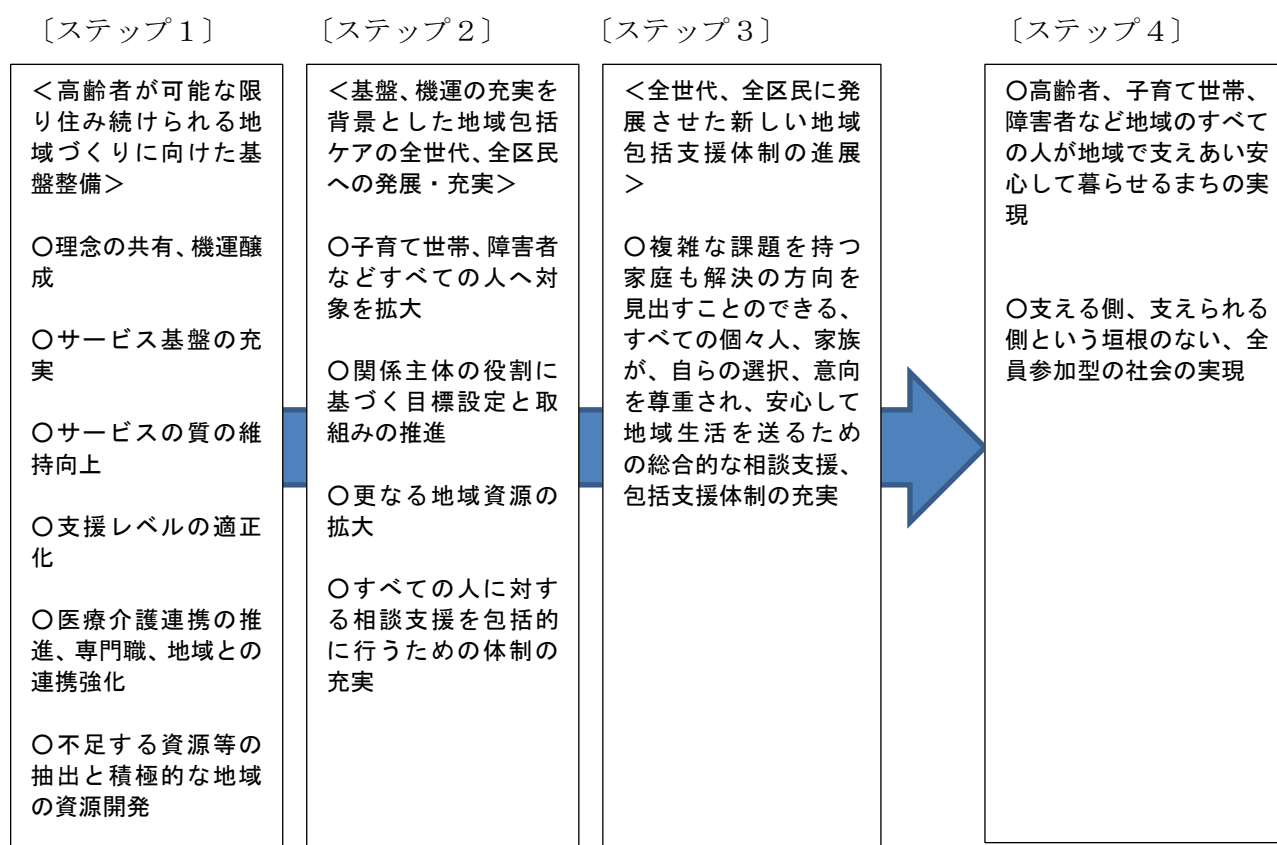 〔ステップ１〕
＜高齢者が可能な限
り住み続けられる地
域づくりに向けた基
盤整備＞
○理念の共有、機運醸
成
○サービス基盤の充
実
○サービスの質の維
持向上
○支援レベルの適正
化
○医療介護連携の推
進、専門職、地域との
連携強化
○不足する資源等の
抽出と積極的な地域
の資源開発
〔ステップ２〕
＜基盤、機運の充実を
背景とした地域包括
ケアの全世代、全区民
への発展・充実＞
○子育て世帯、障害者
などすべての人へ対
象を拡大
○関係主体の役割に
基づく目標設定と取
組みの推進
○更なる地域資源の
拡大
○すべての人に対す
る相談支援を包括的
に行うための体制の
充実
〔ステップ３〕
＜全世代、全区民に発
展させた新しい地域
包括支援体制の進展
＞
○複雑な課題を持つ
家庭も解決の方向を
見出すことのできる、
すべての個々人、家族
が、自らの選択、意向
を尊重され、安心して
地域生活を送るため
の総合的な相談支援、
包括支援体制の充実
〔ステップ４〕
○高齢者、子育て世帯、
障害者など地域のすべて
の人が地域で支えあい安
心して暮らせるまちの実
現
○支える側、支えられる
側という垣根のない、全
員参加型の社会の実現